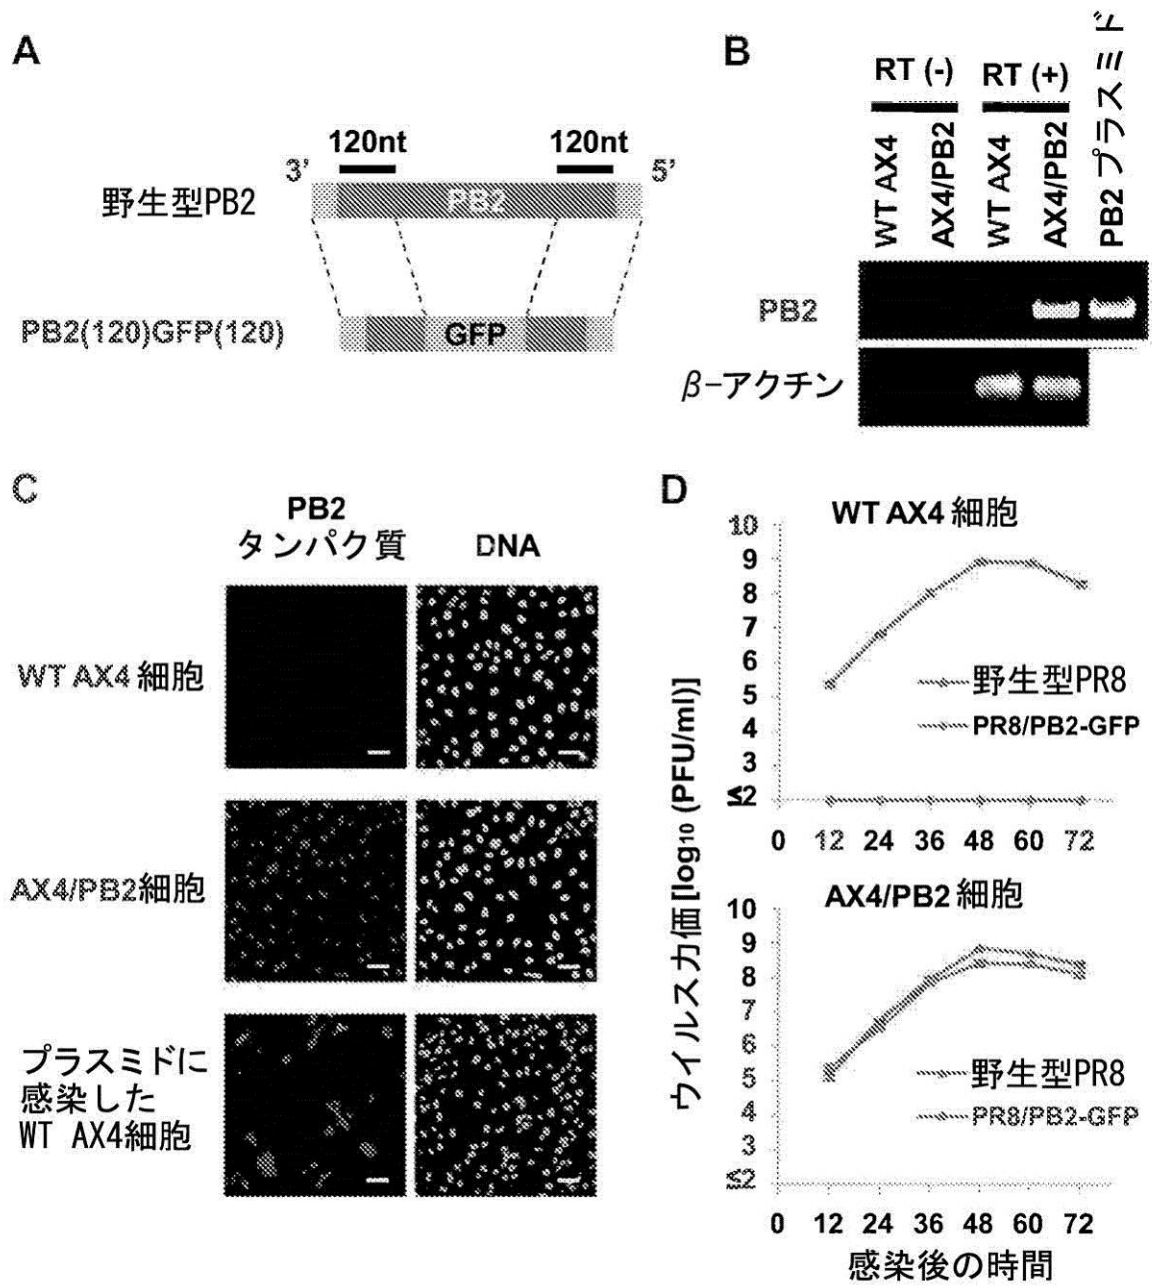 A
120nt
120nt
3'
5'
野生型PB2
PB2
PB2(120)GFP(120)
GFP
B
RT (-)
RT (+)
WT AX4
AX4/PB2
WT AX4
AX4/PB2
PB2 プラスミド
PB2
β-アクチン
C
PB2
タンパク質
DNA
WT AX4 細胞
AX4/PB2細胞
プラスミドに
感染した
WT AX4細胞
D
WT AX4 細胞
10
9
8
7
6
5
4
3
≤2
野生型PR8
PR8/PB2-GFP
0 12 24 36 48 60 72
ウイルス力価 [log10 (PFU/ml)]
AX4/PB2 細胞
10
9
8
7
6
5
4
3
≤2
野生型PR8
PR8/PB2-GFP
0 12 24 36 48 60 72
感染後の時間